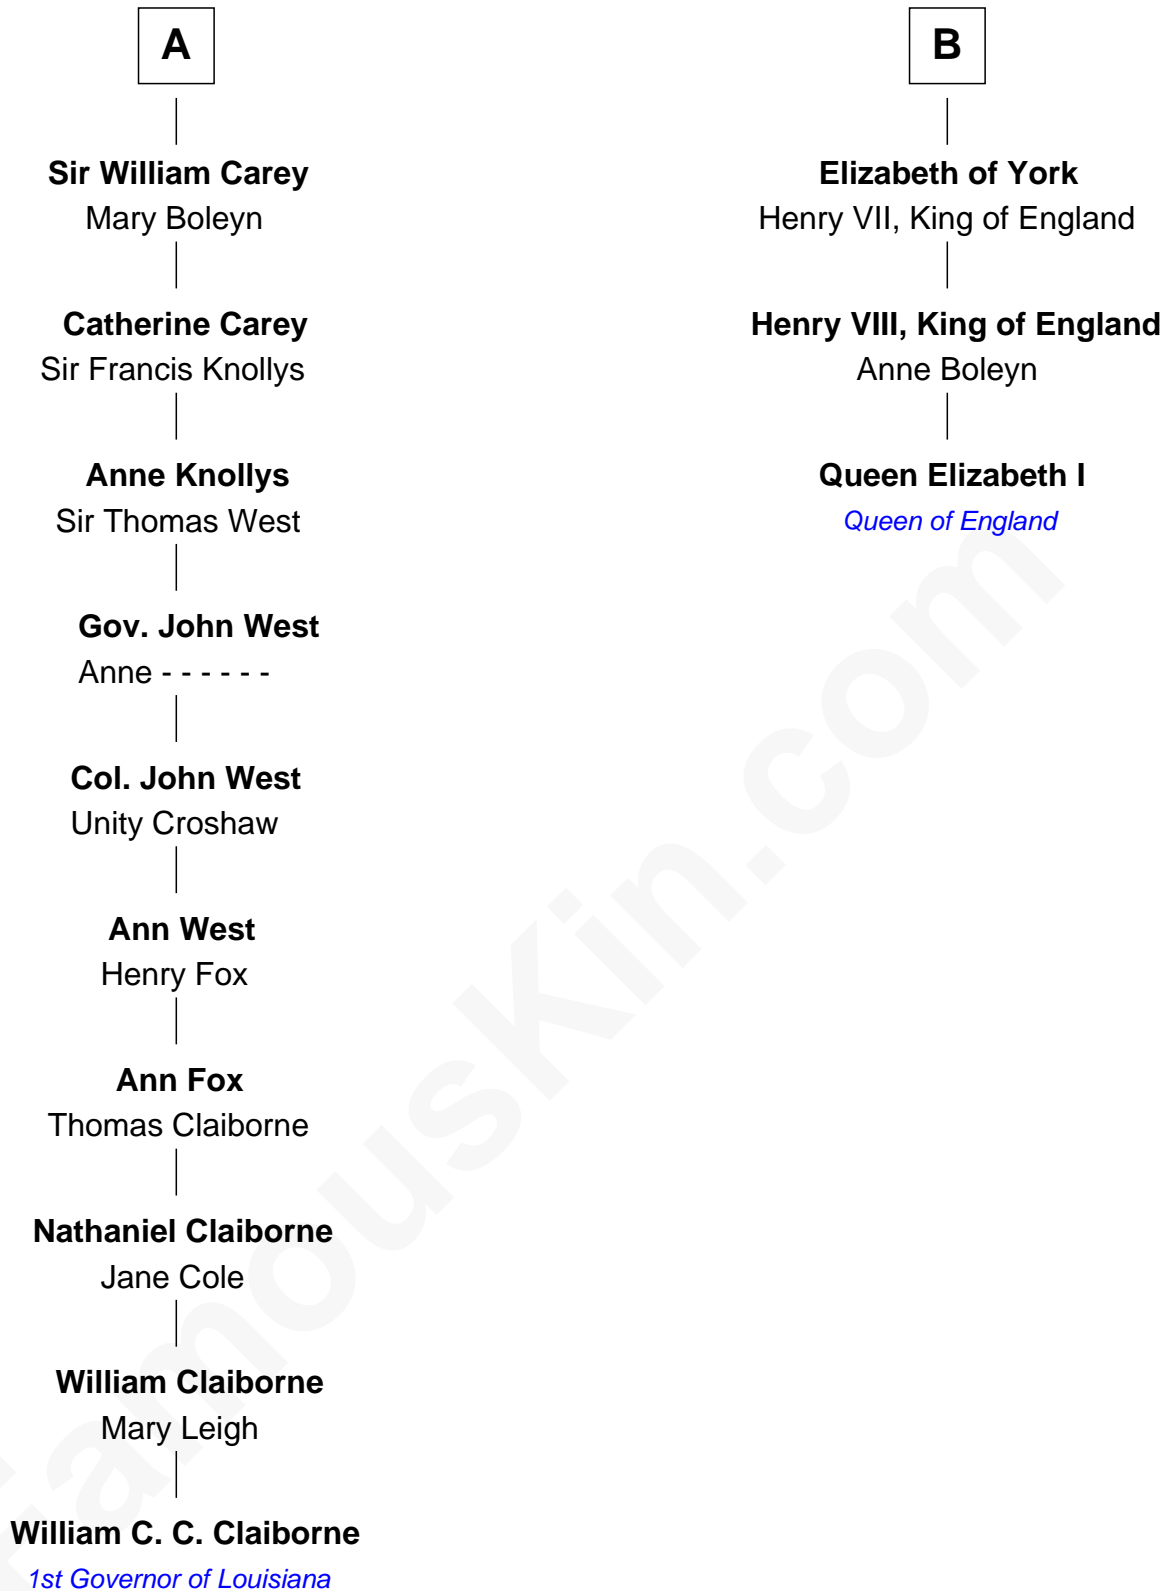 A
Sir William Carey
Mary Boleyn
Catherine Carey
Sir Francis Knollys
Anne Knollys
Sir Thomas West
Gov. John West
Anne - - - - - -
Col. John West
Unity Croshaw
Ann West
Henry Fox
Ann Fox
Thomas Claiborne
Nathaniel Claiborne
Jane Cole
William Claiborne
Mary Leigh
William C. C. Claiborne
1st Governor of Louisiana
B
Elizabeth of York
Henry VII, King of England
Henry VIII, King of England
Anne Boleyn
Queen Elizabeth I
Queen of England
FamousKin.com